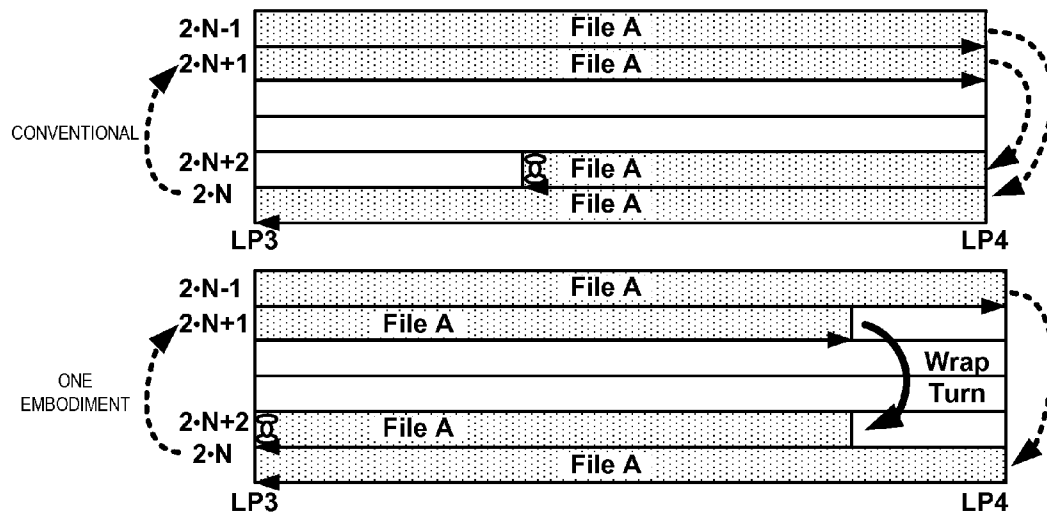 2·N-1 File A
2·N+1 File A
CONVENTIONAL
2·N+2 File A
2·N File A
LP3 LP4
2·N-1 File A
2·N+1 File A
Wrap
ONE
EMBODIMENT
Turn
2·N+2 File A
2·N File A
LP3 LP4